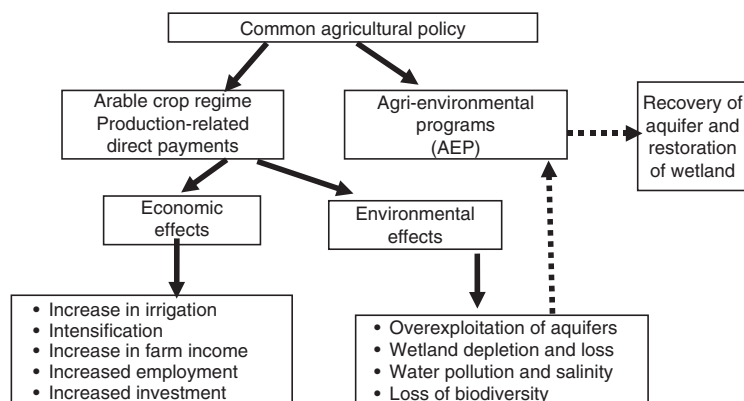 Common agricultural policy
Arable crop regime
Production-related
direct payments
Agri-environmental
programs
(AEP)
Recovery of
aquifer and
restoration
of wetland
Economic
effects
Environmental
effects
• Increase in irrigation
• Intensification
• Increase in farm income
• Increased employment
• Increased investment
• Overexploitation of aquifers
• Wetland depletion and loss
• Water pollution and salinity
• Loss of biodiversity